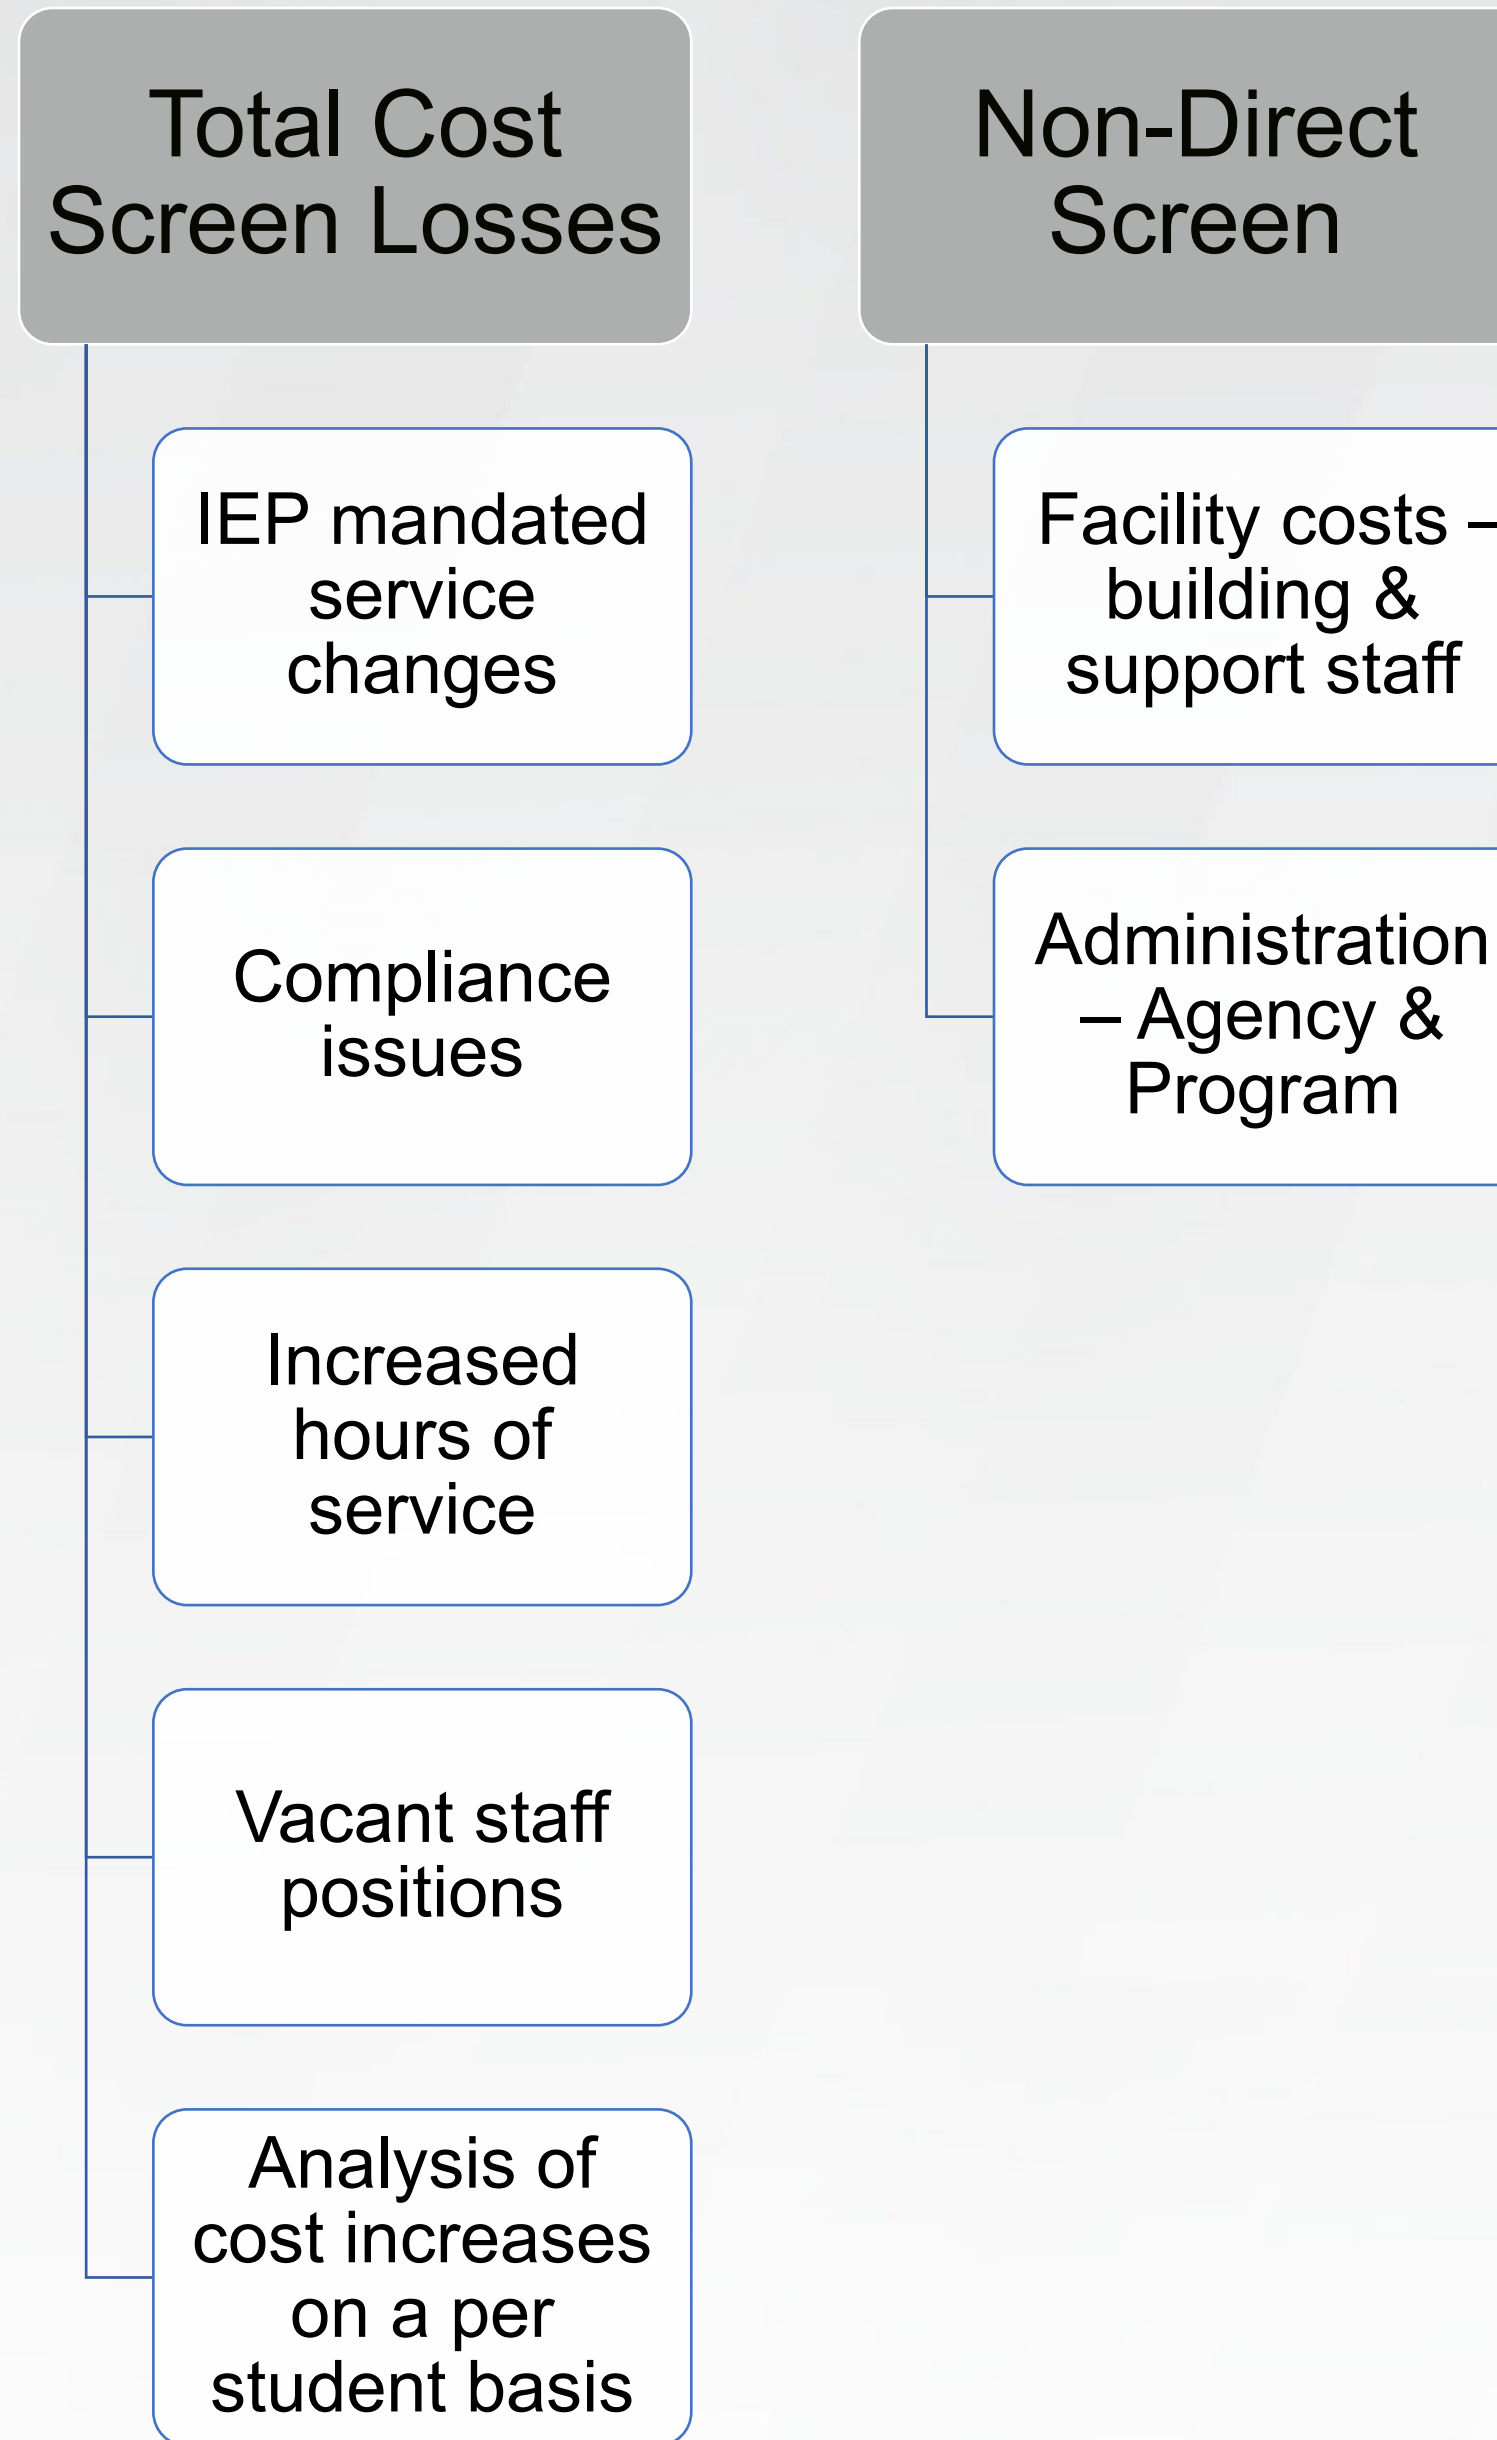 Total Cost
Screen Losses
IEP mandated
service
changes
Compliance
issues
Increased
hours of
service
Vacant staff
positions
Analysis of
cost increases
on a per
student basis
Non-Direct
Screen
Facility costs –
building &
support staff
Administration
– Agency &
Program